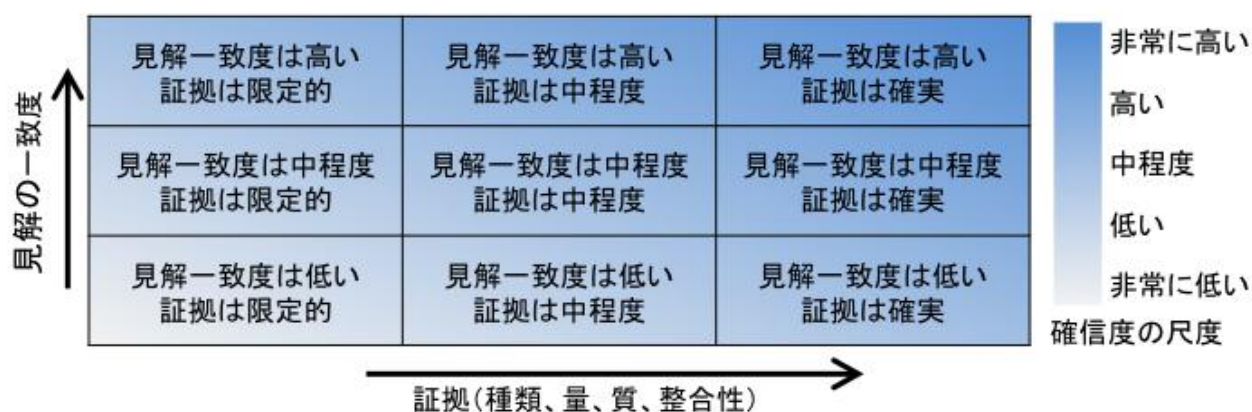 見解一致度は高い
証拠は限定的
見解一致度は高い
証拠は中程度
見解一致度は高い
証拠は確実
見解一致度は中程度
証拠は限定的
見解一致度は中程度
証拠は中程度
見解一致度は中程度
証拠は確実
見解一致度は低い
証拠は限定的
見解一致度は低い
証拠は中程度
見解一致度は低い
証拠は確実
見解の一致度
証拠(種類、量、質、整合性)
非常に高い
高い
中程度
低い
非常に低い
確信度の尺度